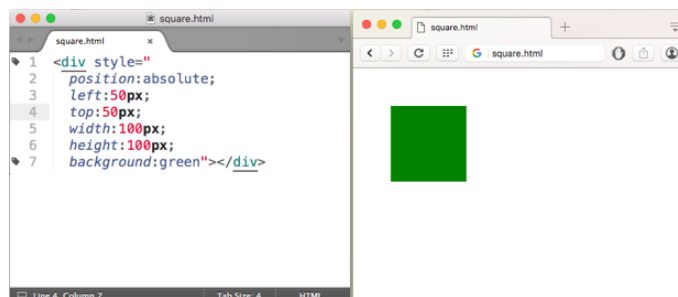 square.html
square.html ×
1 <div style="
2 position:absolute;
3 left:50px;
4 top:50px;
5 width:100px;
6 height:100px;
7 background:green"></div>
Line 4, Column 7 Tab Size: 4 HTML
square.html +
G square.html